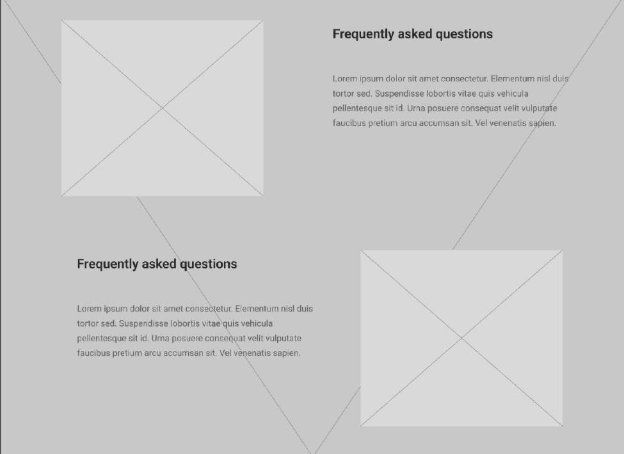 Frequently asked questions
Lorem ipsum dolor sit amet consectetur. Elementum nisl duis
tortor sed. Suspendisse lobortis vitae quis vehicula
pellentesque sit id. Urna posuere consequat velit vulputate
faucibus pretium arcu accumsan sit. Vel venenatis sapien.
Frequently asked questions
Lorem ipsum dolor sit amet consectetur. Elementum nisl duis
tortor sed. Suspendisse lobortis vitae quis vehicula
pellentesque sit id. Urna posuere consequat velit vulputate
faucibus pretium arcu accumsan sit. Vel venenatis sapien.